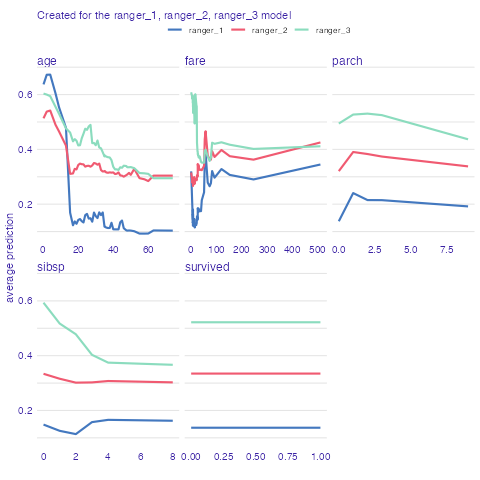 Created for the ranger_1, ranger_2, ranger_3 model
ranger_1 ranger_2 ranger_3
age fare parch
0.6
0.4
0.2
0 20 40 60 0 100 200 300 400 500 0.0 2.5 5.0 7.5
sibsp survived
0.6
0.4
0.2
0 2 4 6 8 0.00 0.25 0.50 0.75 1.00
average prediction